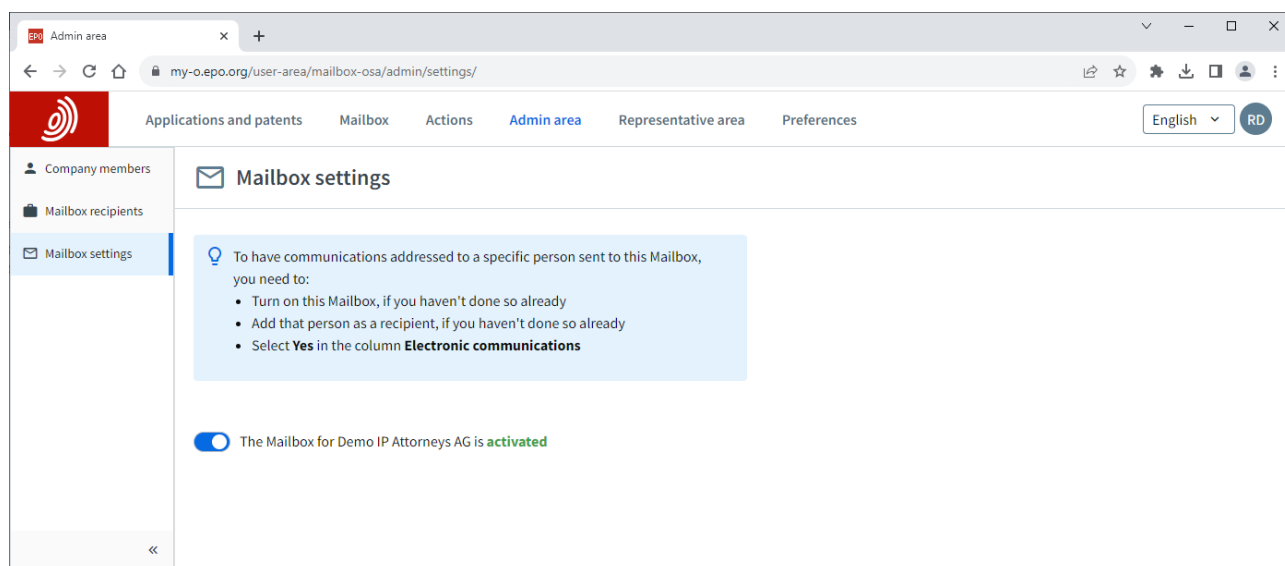 EPO Admin area
my-o.epo.org/user-area/mailbox-osa/admin/settings/
Applications and patents Mailbox Actions Admin area Representative area Preferences English RD
Company members
Mailbox recipients
Mailbox settings
Mailbox settings
To have communications addressed to a specific person sent to this Mailbox,
you need to:
• Turn on this Mailbox, if you haven't done so already
• Add that person as a recipient, if you haven't done so already
• Select Yes in the column Electronic communications
The Mailbox for Demo IP Attorneys AG is activated